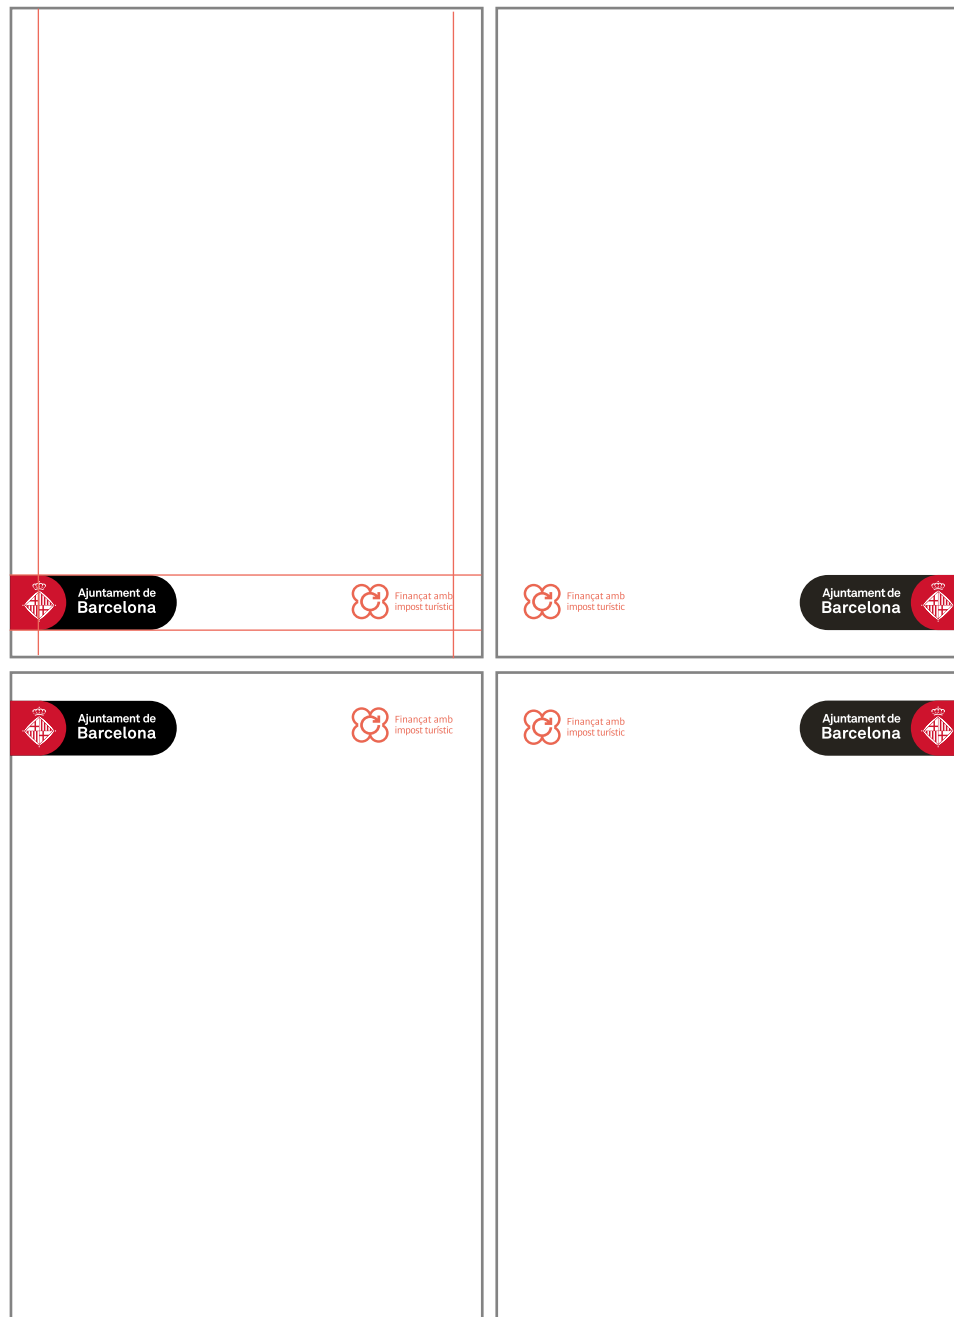 Ajuntament de
Barcelona
Finançat amb
impost turístic
Finançat amb
impost turístic
Ajuntament de
Barcelona
Ajuntament de
Barcelona
Finançat amb
impost turístic
Finançat amb
impost turístic
Ajuntament de
Barcelona